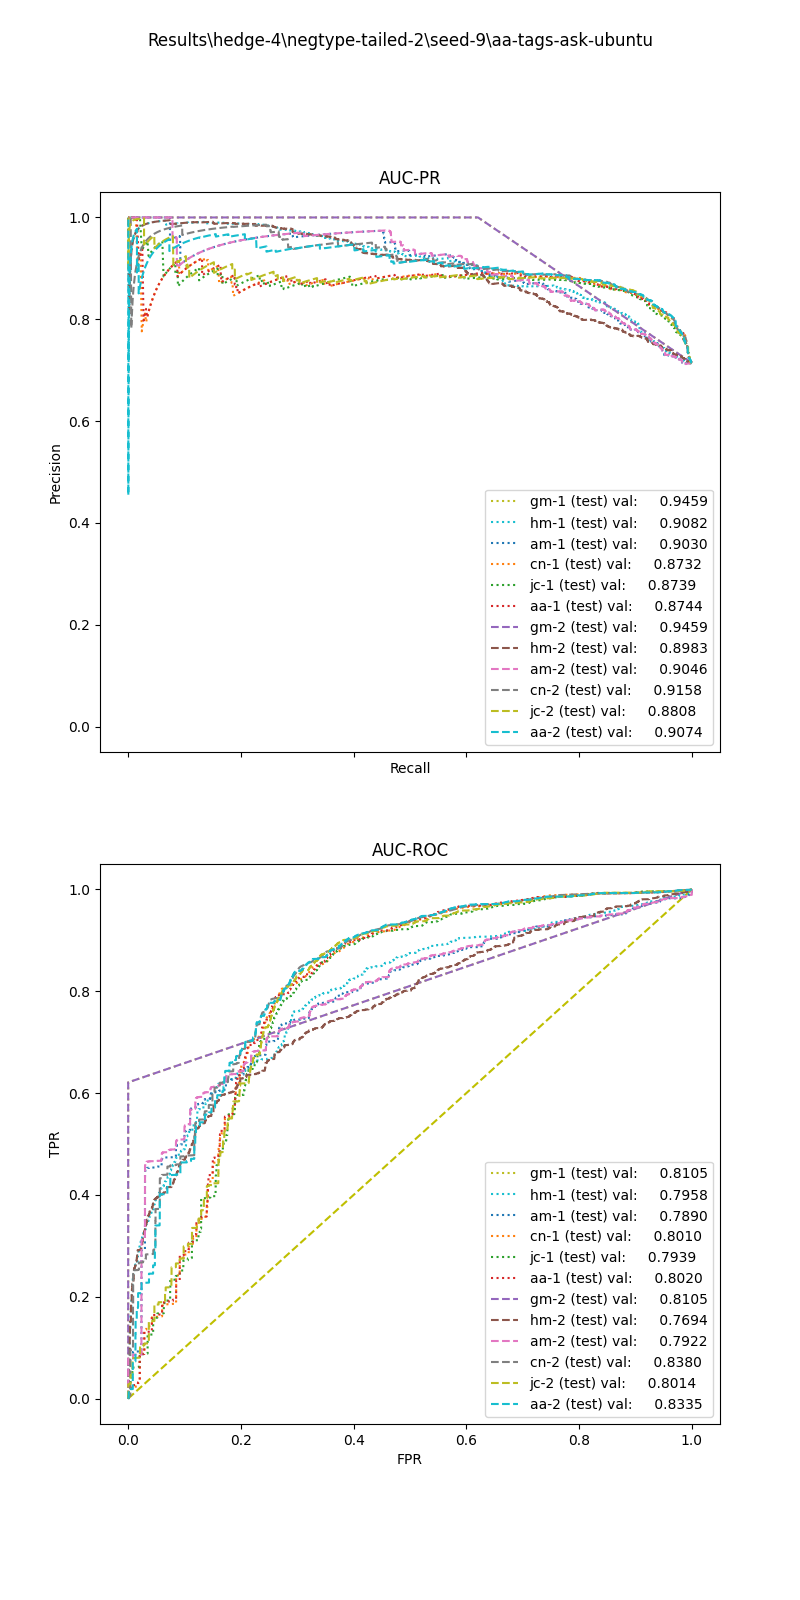 Results\hedge-4\negtype-tailed-2\seed-9\aa-tags-ask-ubuntu
AUC-PR
1.0
0.8
0.6
0.4
0.2
0.0
Precision
gm-1 (test) val: 0.9459
hm-1 (test) val: 0.9082
am-1 (test) val: 0.9030
cn-1 (test) val: 0.8732
jc-1 (test) val: 0.8739
aa-1 (test) val: 0.8744
gm-2 (test) val: 0.9459
hm-2 (test) val: 0.8983
am-2 (test) val: 0.9046
cn-2 (test) val: 0.9158
jc-2 (test) val: 0.8808
aa-2 (test) val: 0.9074
Recall
AUC-ROC
1.0
0.8
0.6
0.4
0.2
0.0
TPR
gm-1 (test) val: 0.8105
hm-1 (test) val: 0.7958
am-1 (test) val: 0.7890
cn-1 (test) val: 0.8010
jc-1 (test) val: 0.7939
aa-1 (test) val: 0.8020
gm-2 (test) val: 0.8105
hm-2 (test) val: 0.7694
am-2 (test) val: 0.7922
cn-2 (test) val: 0.8380
jc-2 (test) val: 0.8014
aa-2 (test) val: 0.8335
0.0 0.2 0.4 0.6 0.8 1.0
FPR